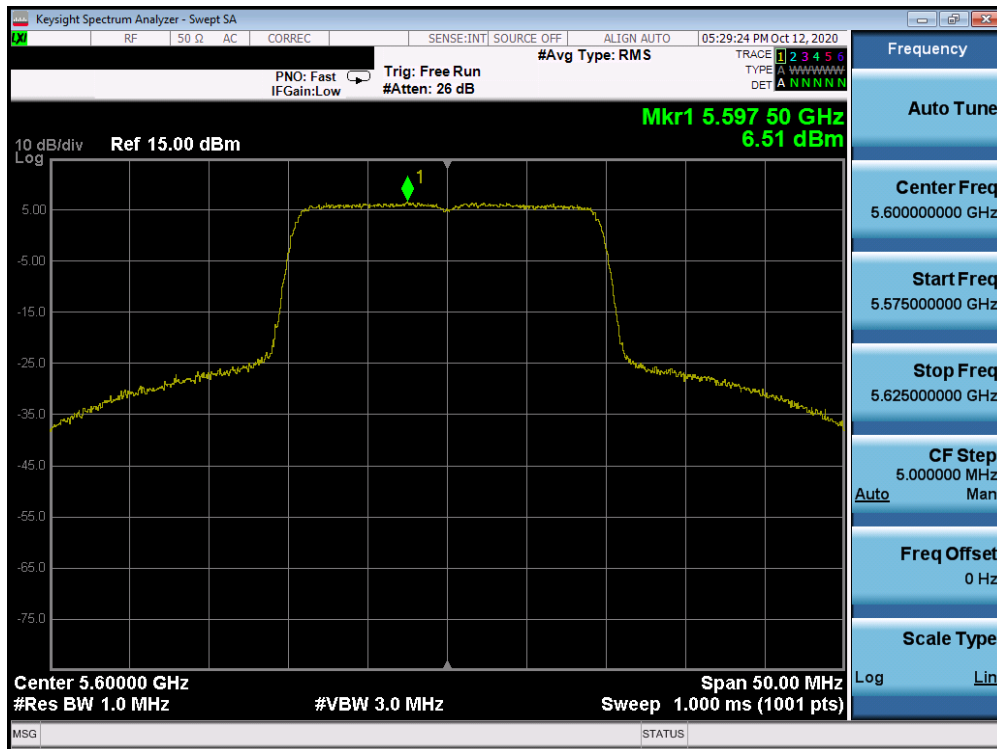 Keysight Spectrum Analyzer - Swept SA
LXI RF 50 Ω AC CORREC SENSE:INT SOURCE OFF ALIGN AUTO 05:29:24 PM Oct 12, 2020
PNO: Fast
IFGain:Low
Trig: Free Run
#Atten: 26 dB
#Avg Type: RMS
TRACE 1 2 3 4 5 6
TYPE A WWWWW
DET A N N N N N
Mkr1 5.597 50 GHz
6.51 dBm
10 dB/div Ref 15.00 dBm
Log
1
5.00
-5.00
-15.0
-25.0
-35.0
-45.0
-55.0
-65.0
-75.0
Center 5.60000 GHz Span 50.00 MHz
#Res BW 1.0 MHz #VBW 3.0 MHz Sweep 1.000 ms (1001 pts)
MSG STATUS
Frequency
Auto Tune
Center Freq
5.600000000 GHz
Start Freq
5.575000000 GHz
Stop Freq
5.625000000 GHz
CF Step
5.000000 MHz
Auto Man
Freq Offset
0 Hz
Scale Type
Log Lin